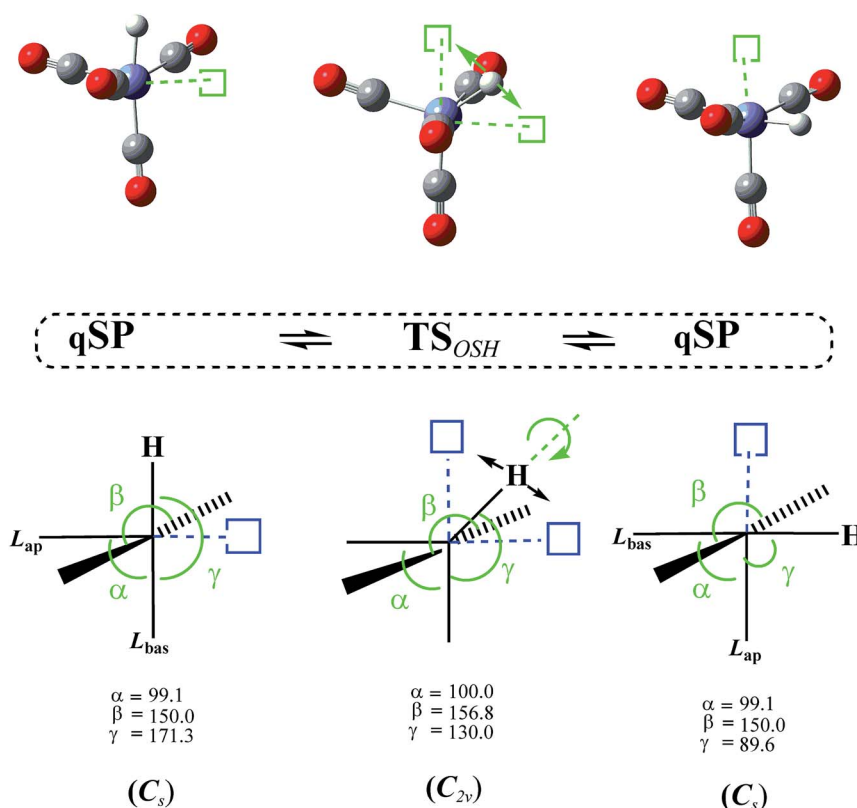 qSP ⇌ TS_OSH ⇌ qSP
H
β
L_ap
α
γ
L_bas
α = 99.1
β = 150.0
γ = 171.3
(C_s)
H
β
α
γ
α = 100.0
β = 156.8
γ = 130.0
(C_2v)
β
L_bas
H
α
γ
L_ap
α = 99.1
β = 150.0
γ = 89.6
(C_s)